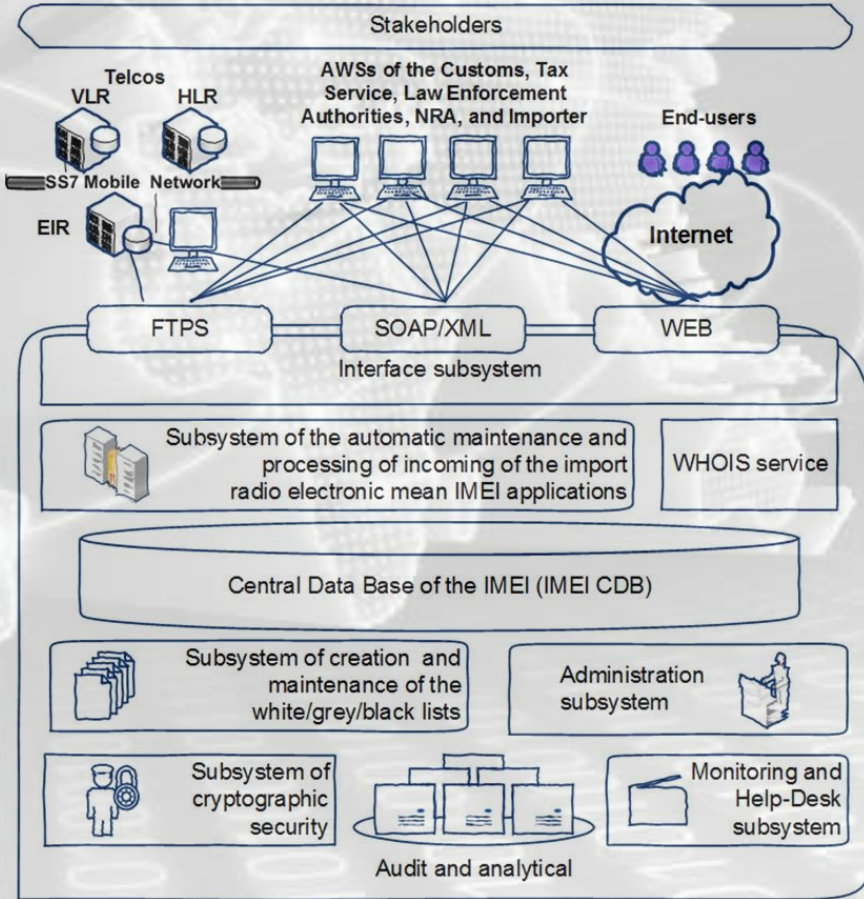 Stakeholders
Telcos
VLR
HLR
SS7 Mobile Network
EIR
AWSs of the Customs, Tax
Service, Law Enforcement
Authorities, NRA, and Importer
End-users
Internet
FTPS
SOAP/XML
WEB
Interface subsystem
Subsystem of the automatic maintenance and
processing of incoming of the import
radio electronic mean IMEI applications
WHOIS service
Central Data Base of the IMEI (IMEI CDB)
Subsystem of creation and
maintenance of the
white/grey/black lists
Administration
subsystem
Subsystem of
cryptographic
security
Audit and analytical
Monitoring and
Help-Desk
subsystem